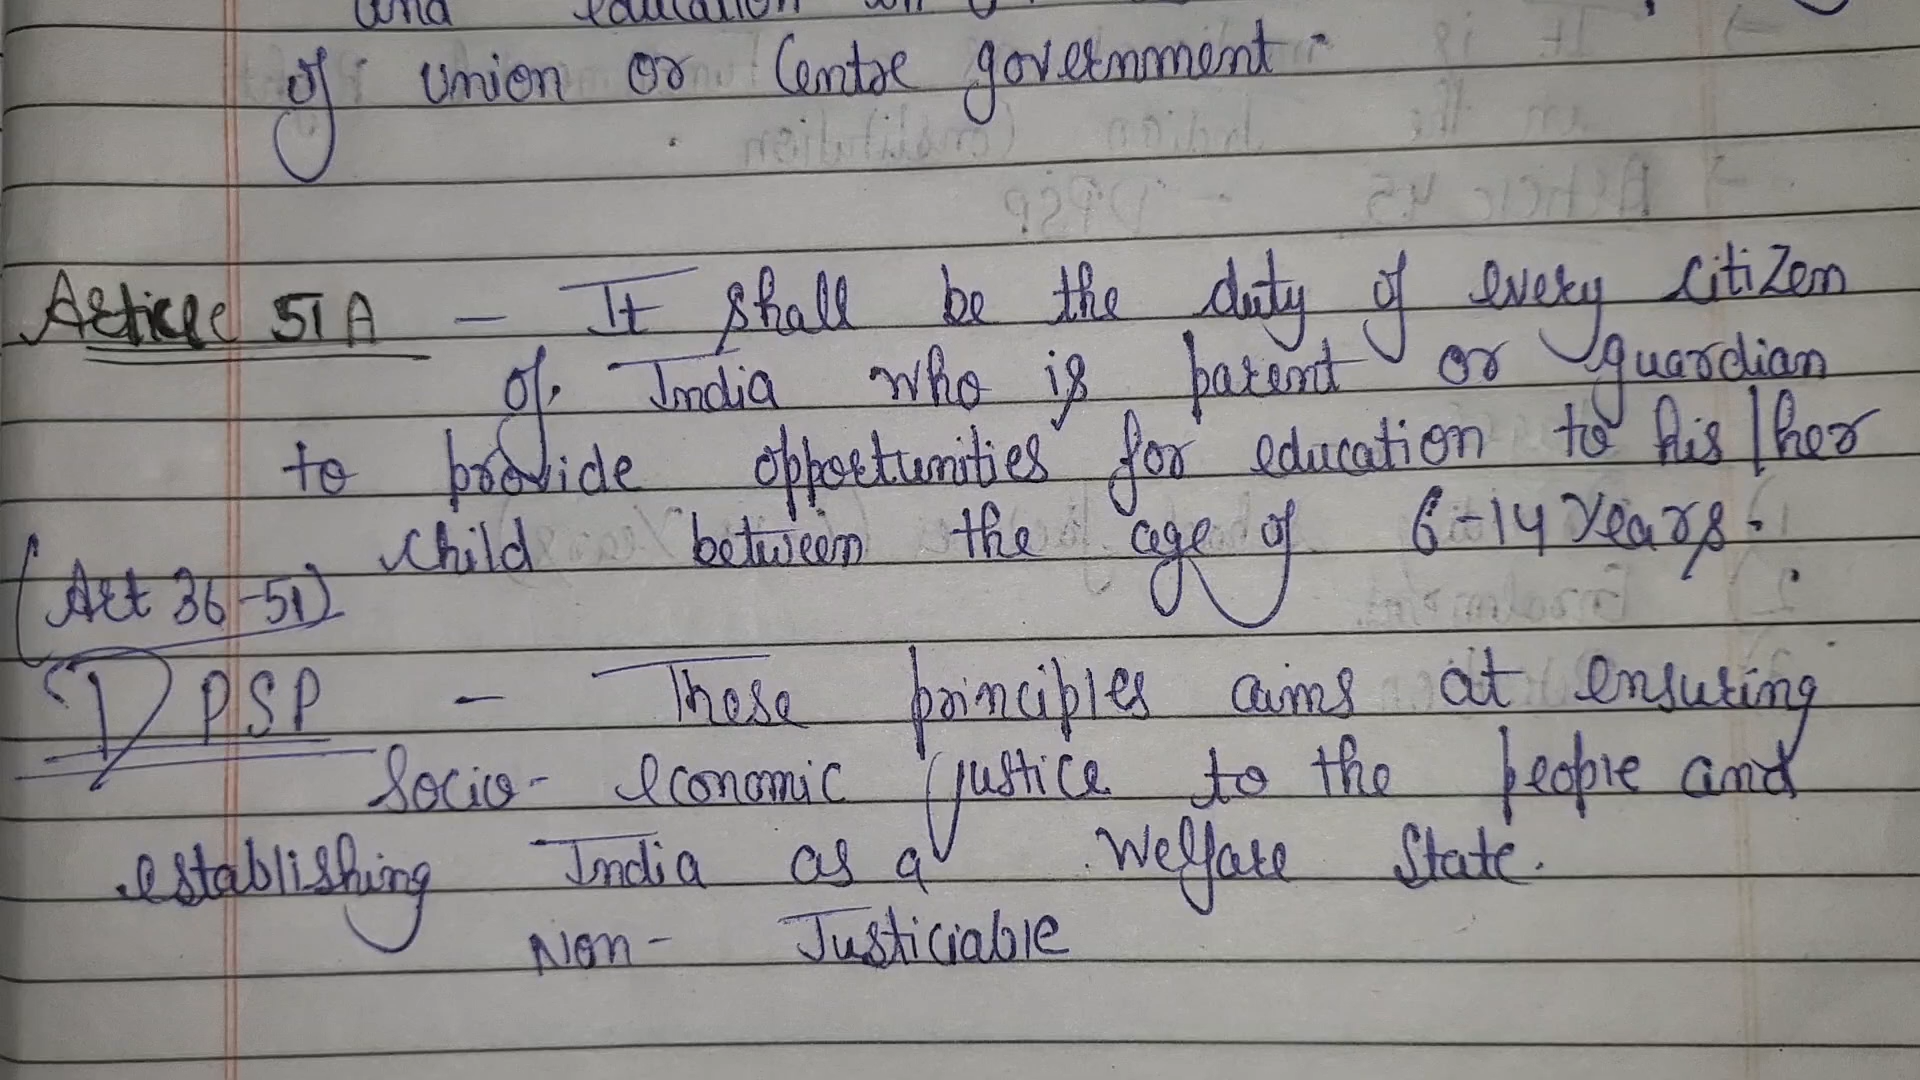 and education
of union or Centre government.
Article 51A - It shall be the duty of every citizen
of India who is parent or guardian
to provide opportunities for education to his/her
child between the age of 6-14 Years.
(Art 36-51)
DPSP - These principles aims at ensuring
Socio-economic justice to the people and
establishing India as a Welfare State.
Non-Justiciable